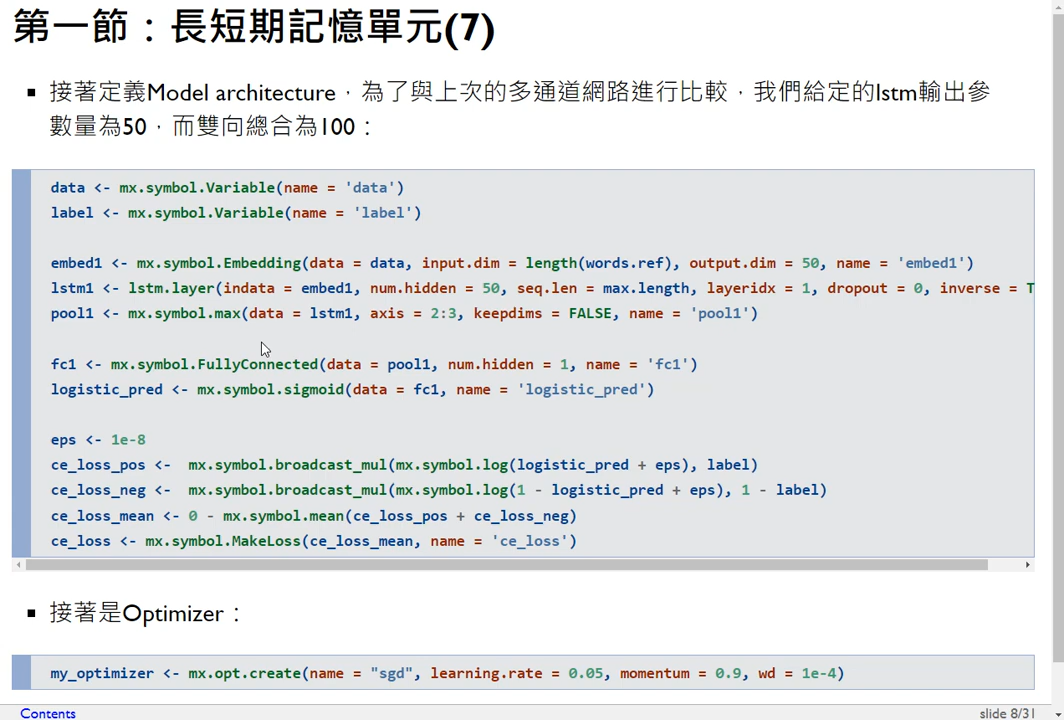 第一節：長短期記憶單元(7)
接著定義Model architecture，為了與上次的多通道網路進行比較，我們給定的lstm輸出參
數量為50，而雙向總合為100：
data <- mx.symbol.Variable(name = 'data')
label <- mx.symbol.Variable(name = 'label')
embed1 <- mx.symbol.Embedding(data = data, input.dim = length(words.ref), output.dim = 50, name = 'embed1')
lstm1 <- lstm.layer(indata = embed1, num.hidden = 50, seq.len = max.length, layeridx = 1, dropout = 0, inverse = T
pool1 <- mx.symbol.max(data = lstm1, axis = 2:3, keepdims = FALSE, name = 'pool1')
fc1 <- mx.symbol.FullyConnected(data = pool1, num.hidden = 1, name = 'fc1')
logistic_pred <- mx.symbol.sigmoid(data = fc1, name = 'logistic_pred')
eps <- 1e-8
ce_loss_pos <-  mx.symbol.broadcast_mul(mx.symbol.log(logistic_pred + eps), label)
ce_loss_neg <-  mx.symbol.broadcast_mul(mx.symbol.log(1 - logistic_pred + eps), 1 - label)
ce_loss_mean <- 0 - mx.symbol.mean(ce_loss_pos + ce_loss_neg)
ce_loss <- mx.symbol.MakeLoss(ce_loss_mean, name = 'ce_loss')
接著是Optimizer：
my_optimizer <- mx.opt.create(name = "sgd", learning.rate = 0.05, momentum = 0.9, wd = 1e-4)
Contents
slide 8/31